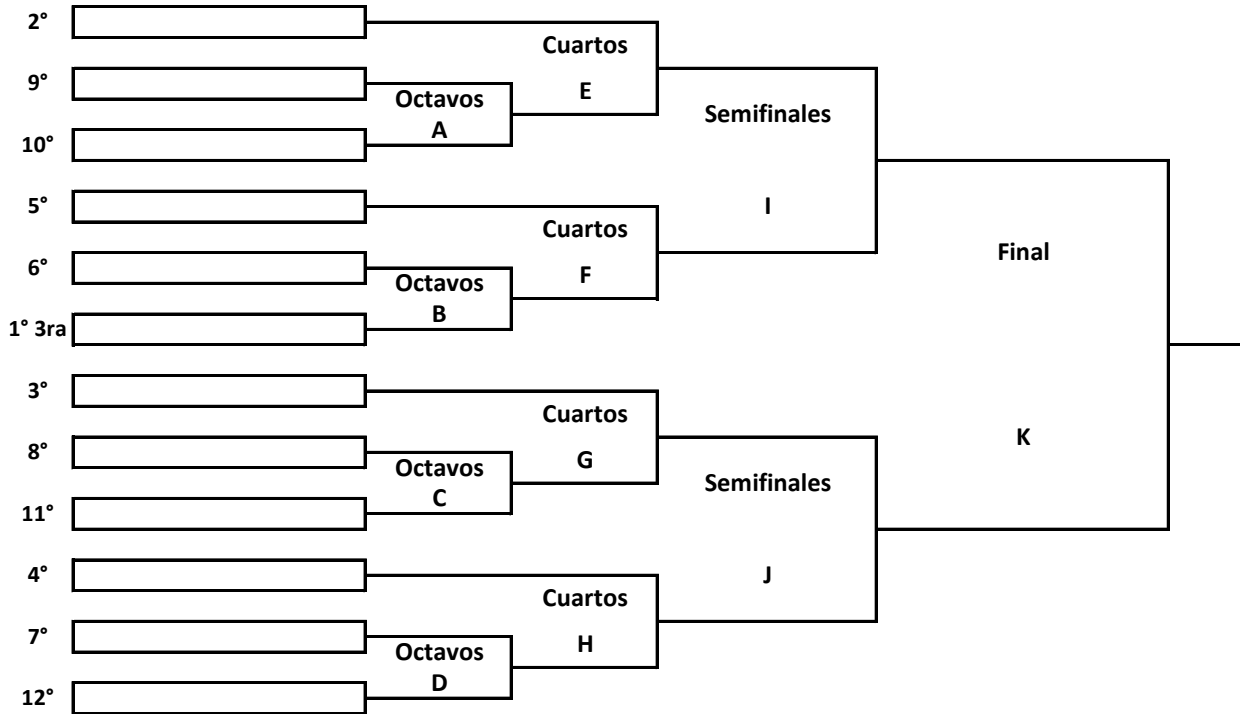 2°
Cuartos
9°
E
Octavos
A
Semifinales
10°
5°
I
Cuartos
Final
6°
F
Octavos
B
1° 3ra
3°
Cuartos
K
8°
G
Octavos
C
Semifinales
11°
4°
J
Cuartos
7°
H
Octavos
D
12°